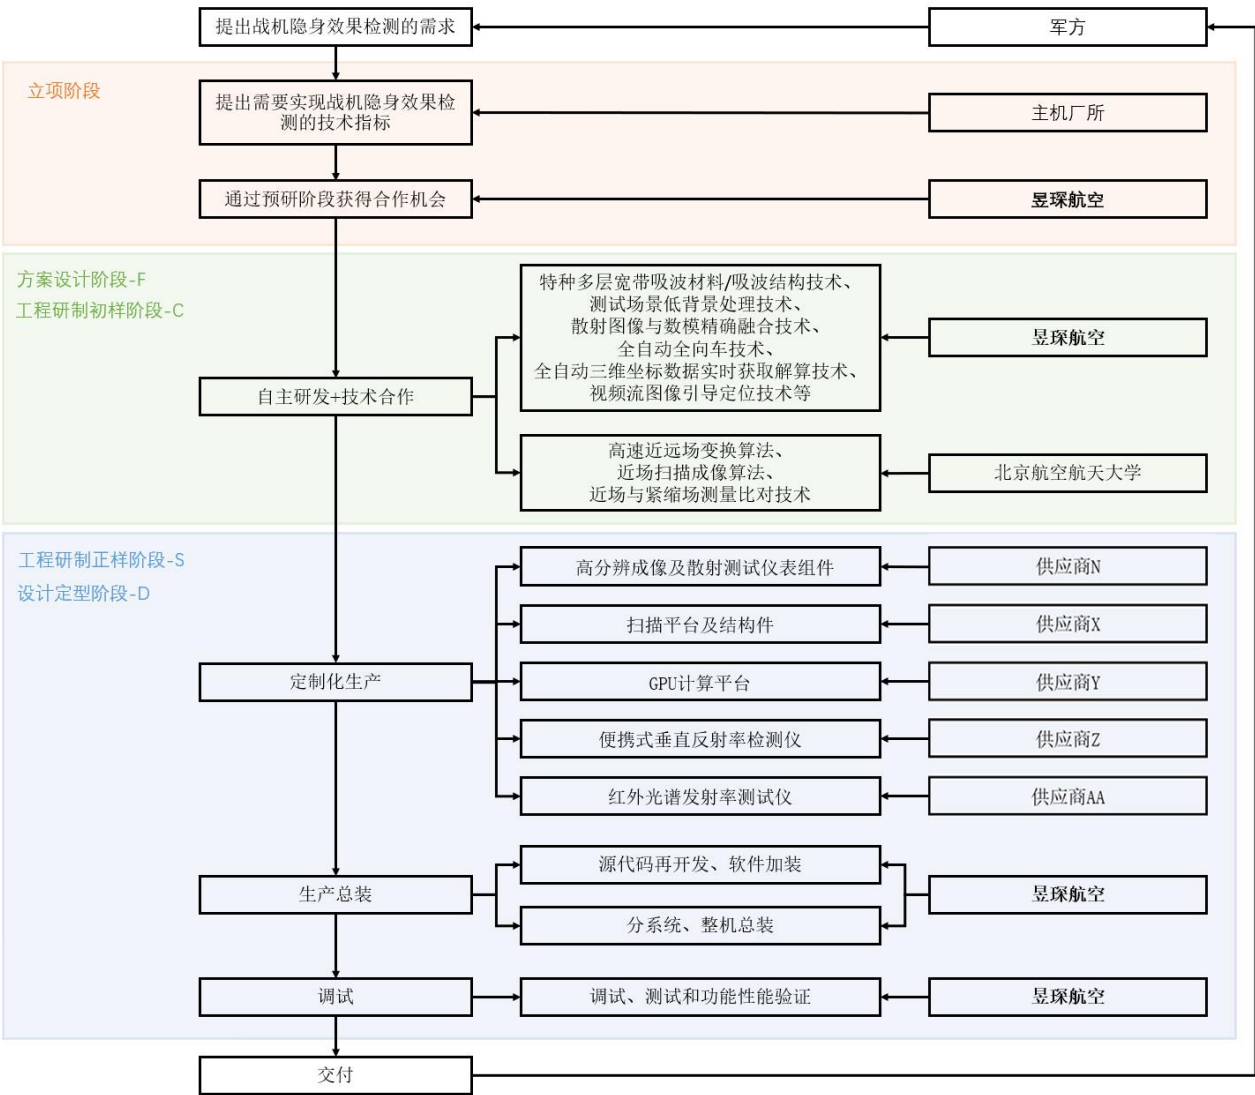 提出战机隐身效果检测的需求
军方
立项阶段
提出需要实现战机隐身效果检
测的技术指标
主机厂所
通过预研阶段获得合作机会
昱琛航空
方案设计阶段-F
工程研制初样阶段-C
特种多层宽带吸波材料/吸波结构技术、
测试场景低背景处理技术、
散射图像与数模精确融合技术、
全自动全向车技术、
全自动三维坐标数据实时获取解算技术、
视频流图像引导定位技术等
昱琛航空
自主研发+技术合作
高速近远场变换算法、
近场扫描成像算法、
近场与紧缩场测量比对技术
北京航空航天大学
工程研制正样阶段-S
设计定型阶段-D
高分辨成像及散射测试仪表组件
供应商N
扫描平台及结构件
供应商X
定制化生产
GPU计算平台
供应商Y
便携式垂直反射率检测仪
供应商Z
红外光谱发射率测试仪
供应商AA
源代码再开发、软件加装
生产总装
昱琛航空
分系统、整机总装
调试
调试、测试和功能性能验证
昱琛航空
交付